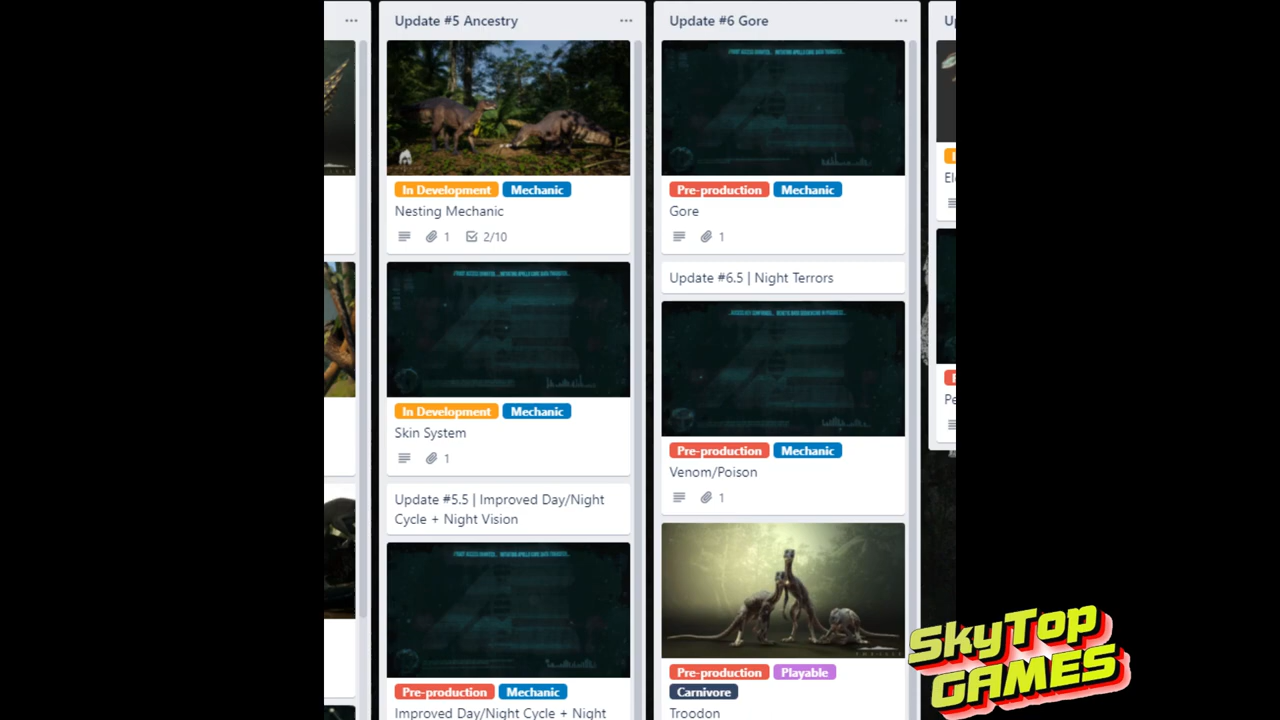 Update #5 Ancestry
In Development Mechanic
Nesting Mechanic
1 2/10
In Development Mechanic
Skin System
1
Update #5.5 | Improved Day/Night
Cycle + Night Vision
Pre-production Mechanic
Improved Day/Night Cycle + Night
Update #6 Gore
Pre-production Mechanic
Gore
1
Update #6.5 | Night Terrors
Pre-production Mechanic
Venom/Poison
1
Pre-production Playable
Carnivore
Troodon
SkyTop
GAMES